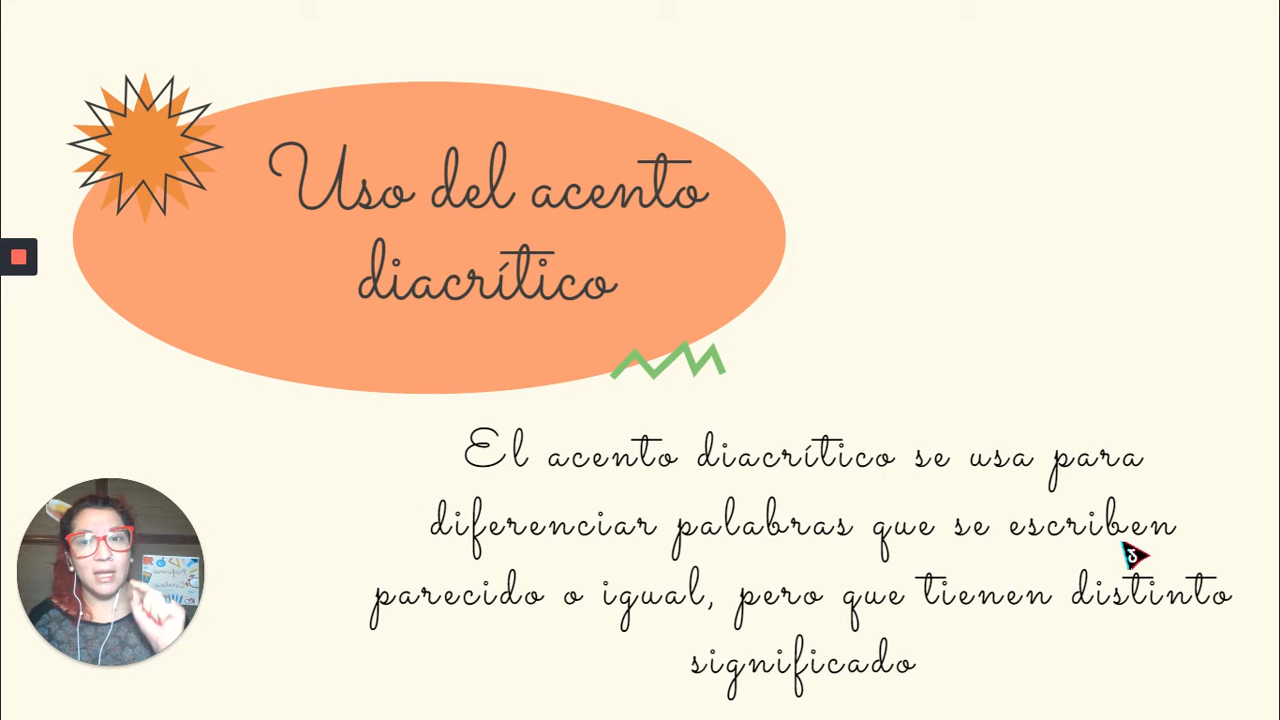 Uso del acento
diacrítico
El acento diacrítico se usa para
diferenciar palabras que se escriben
parecido o igual, pero que tienen distinto
significado